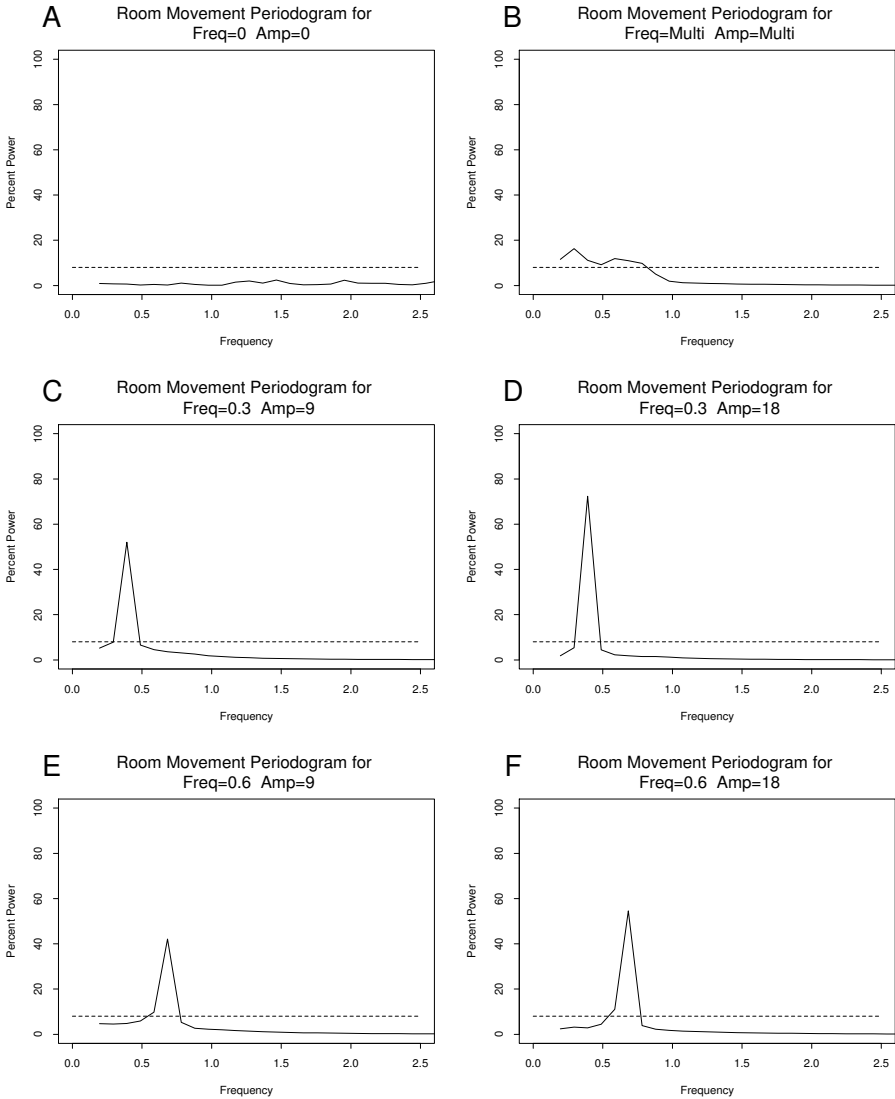 A
Room Movement Periodogram for
Freq=0 Amp=0
Percent Power
0 20 40 60 80 100
0.0 0.5 1.0 1.5 2.0 2.5
Frequency
B
Room Movement Periodogram for
Freq=Multi Amp=Multi
Percent Power
0 20 40 60 80 100
0.0 0.5 1.0 1.5 2.0 2.5
Frequency
C
Room Movement Periodogram for
Freq=0.3 Amp=9
Percent Power
0 20 40 60 80 100
0.0 0.5 1.0 1.5 2.0 2.5
Frequency
D
Room Movement Periodogram for
Freq=0.3 Amp=18
Percent Power
0 20 40 60 80 100
0.0 0.5 1.0 1.5 2.0 2.5
Frequency
E
Room Movement Periodogram for
Freq=0.6 Amp=9
Percent Power
0 20 40 60 80 100
0.0 0.5 1.0 1.5 2.0 2.5
Frequency
F
Room Movement Periodogram for
Freq=0.6 Amp=18
Percent Power
0 20 40 60 80 100
0.0 0.5 1.0 1.5 2.0 2.5
Frequency